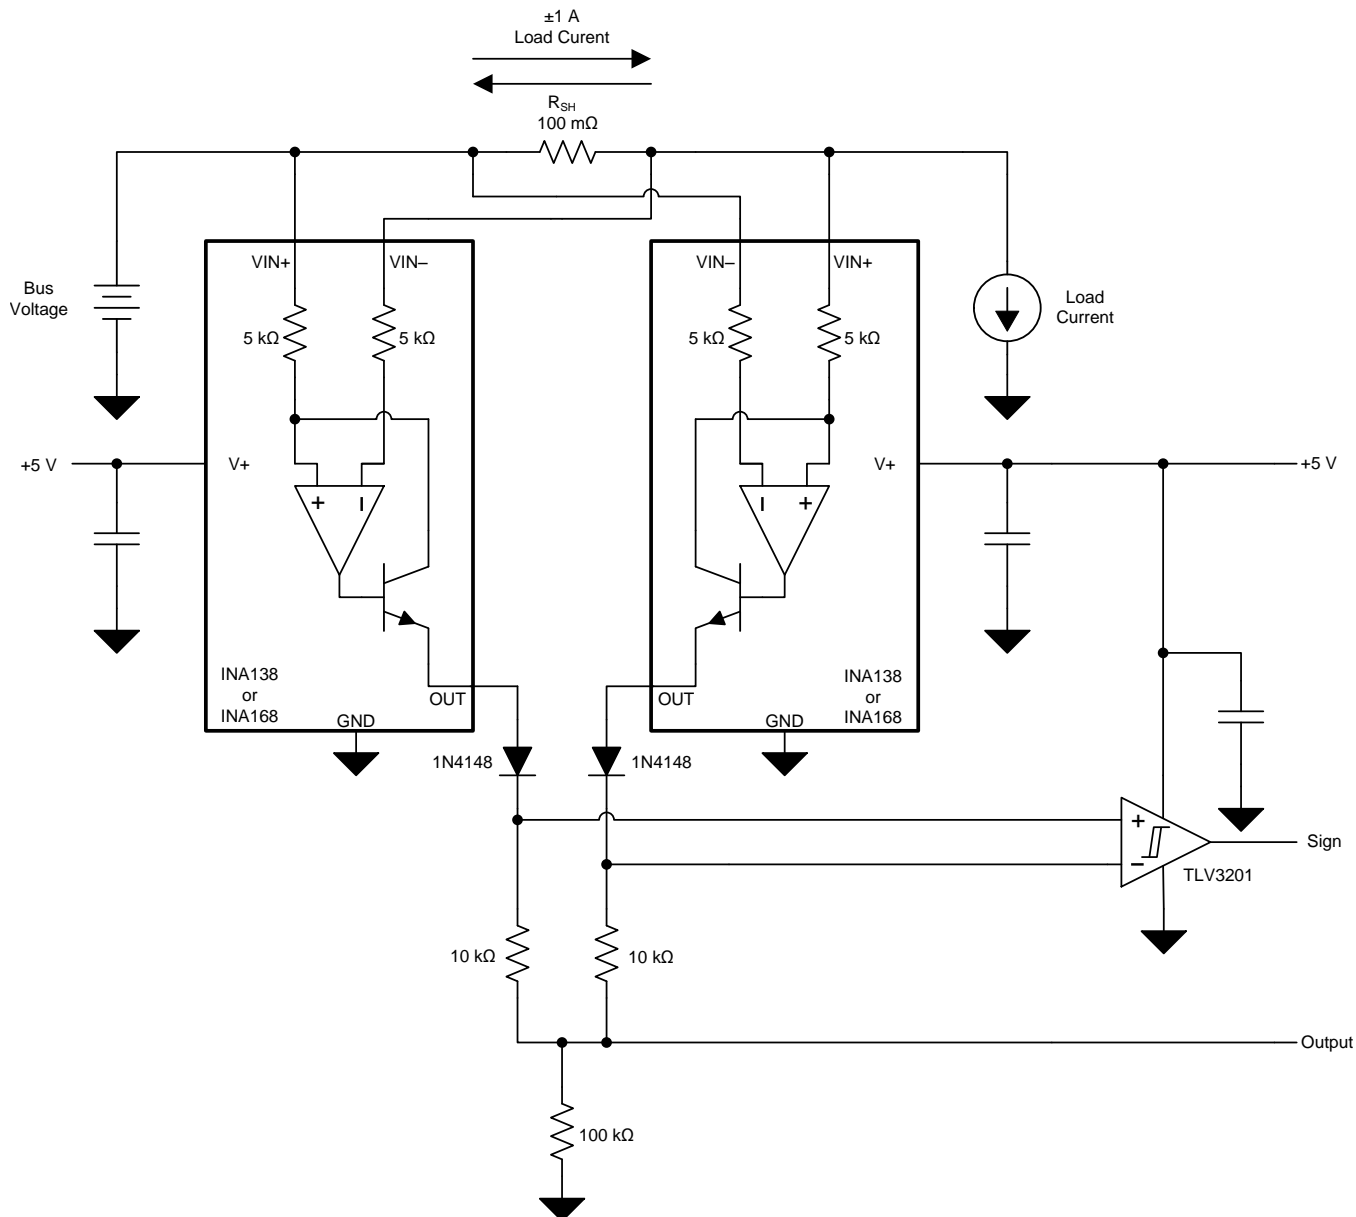 ±1 A
Load Curent
RSH
100 mΩ
VIN+
VIN–
VIN–
VIN+
Bus
Voltage
Load
Current
5 kΩ
5 kΩ
5 kΩ
5 kΩ
+5 V
V+
V+
+5 V
+
–
–
+
INA138
or
INA168
OUT
GND
INA138
or
INA168
OUT
GND
1N4148
1N4148
+
–
Sign
TLV3201
10 kΩ
10 kΩ
Output
100 kΩ